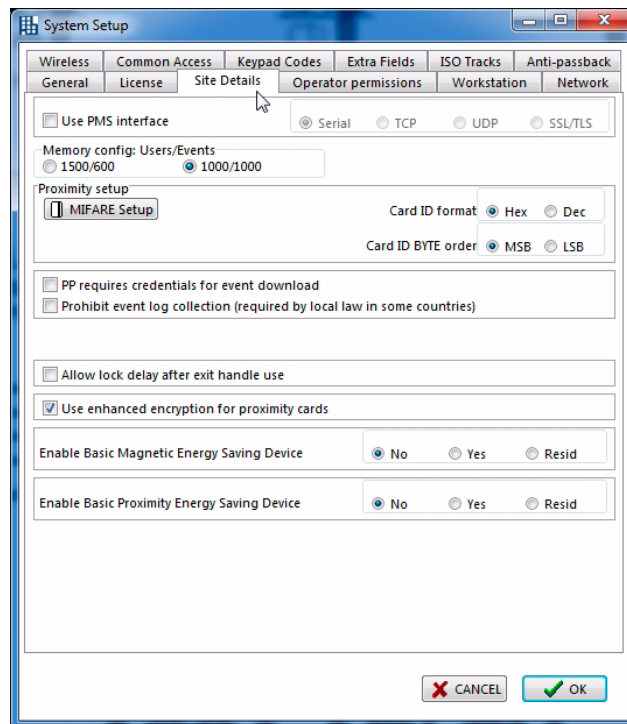 System Setup
Wireless Common Access Keypad Codes Extra Fields ISO Tracks Anti-passback
General License Site Details Operator permissions Workstation Network
Use PMS interface Serial TCP UDP SSL/TLS
Memory config: Users/Events
1500/600 1000/1000
Proximity setup
MIFARE Setup Card ID format Hex Dec
Card ID BYTE order MSB LSB
PP requires credentials for event download
Prohibit event log collection (required by local law in some countries)
Allow lock delay after exit handle use
Use enhanced encryption for proximity cards
Enable Basic Magnetic Energy Saving Device No Yes Resid
Enable Basic Proximity Energy Saving Device No Yes Resid
CANCEL OK